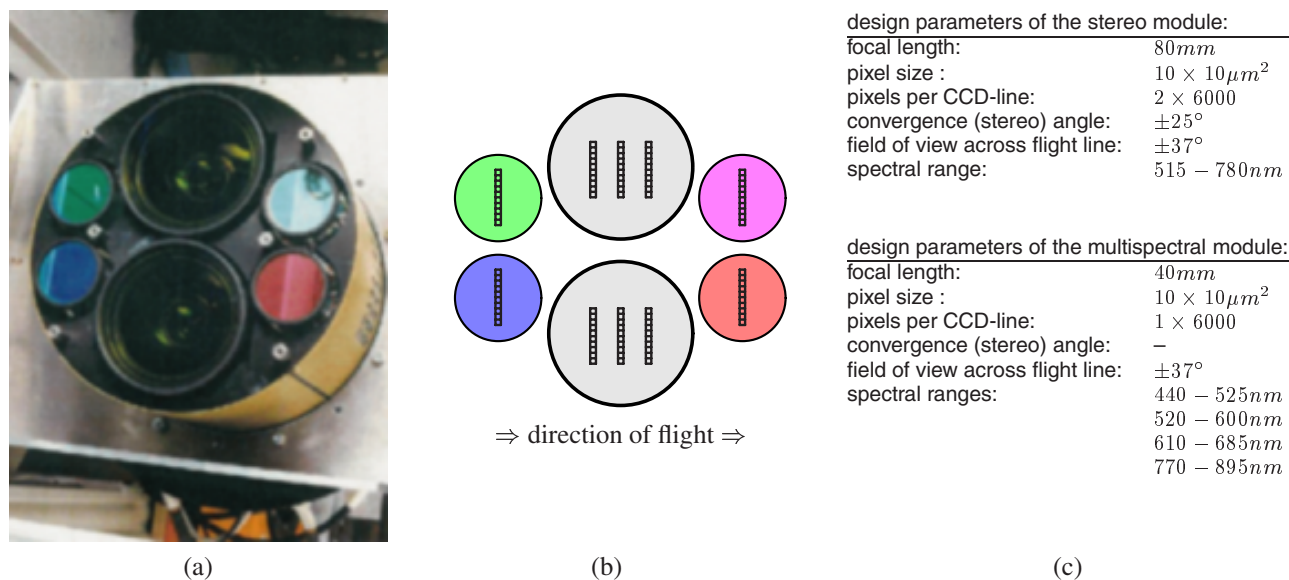 ⇒ direction of flight ⇒
design parameters of the stereo module:
focal length: 80mm
pixel size : 10 × 10μm²
pixels per CCD-line: 2 × 6000
convergence (stereo) angle: ±25°
field of view across flight line: ±37°
spectral range: 515 – 780nm
design parameters of the multispectral module:
focal length: 40mm
pixel size : 10 × 10μm²
pixels per CCD-line: 1 × 6000
convergence (stereo) angle: –
field of view across flight line: ±37°
spectral ranges: 440 – 525nm
520 – 600nm
610 – 685nm
770 – 895nm
(a) (b) (c)